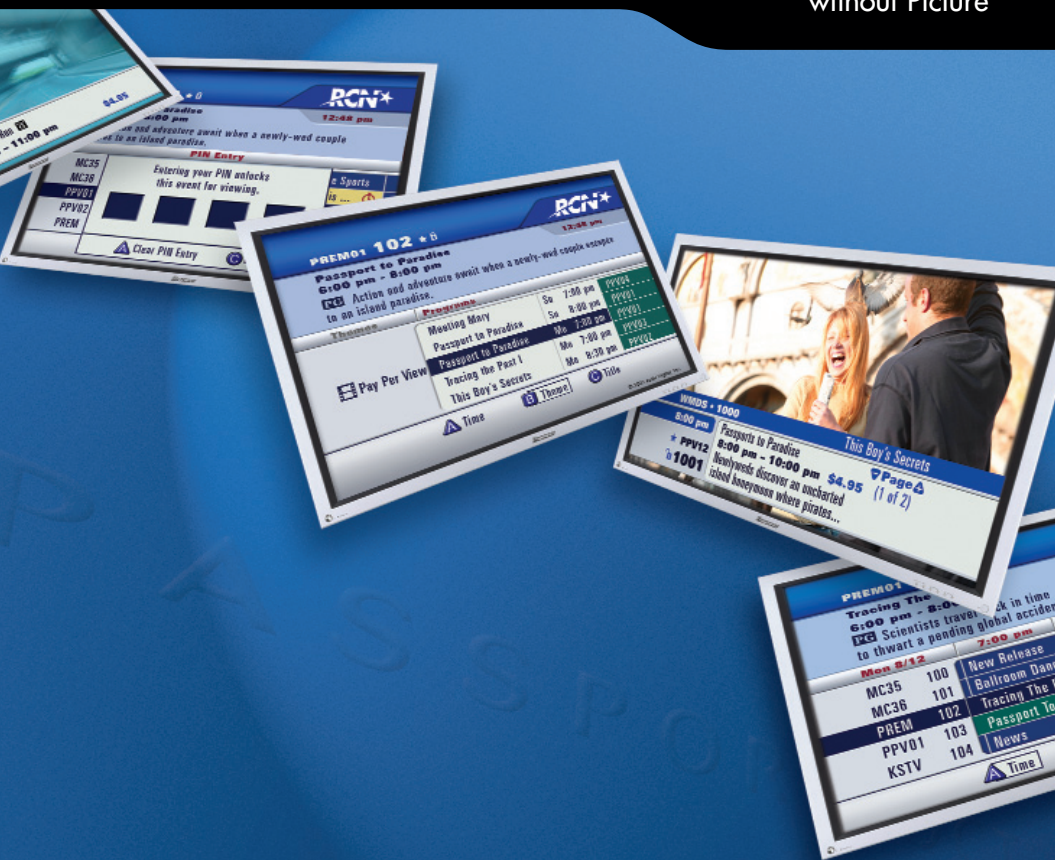 without Picture
$4.95
- 11:00 pm
RCN
12:48 pm
:00 pm
on and adventure await when a newly-wed couple
to an island paradise.
PIN Entry
MC35
MC36
PPV01
PPV02
PREM
Entering your PIN unlocks
this event for viewing.
e Sports
is ...
A Clear PIN Entry
C
PREM01 102
RCN
12:48 pm
Passport to Paradise
6:00 pm - 8:00 pm
PG Action and adventure await when a newly-wed couple escapes
to an island paradise.
Themes
Programs
Pay Per View
Meeting Mary Su 7:00 pm PPV04
Passport to Paradise Su 8:00 pm PPV01
Passport to Paradise Mo 7:00 pm PPV01
Tracing the Past I Mo 7:00 pm PPV03
This Boy's Secrets Mo 8:30 pm PPV02
A Time
B Theme
C Title
WMDS • 1000
This Boy's Secrets
8:00 pm
PPV12
1001
Passports to Paradise
8:00 pm - 10:00 pm $4.95
Newlyweds discover an uncharted
island honeymoon where pirates...
Page
(1 of 2)
PREM01
Tracing The
6:00 pm - 8:0
PG Scientists travel back in time
to thwart a pending global acciden
Mon 8/12
7:00 pm
MC35 100 New Release
MC36 101 Ballroom Danc
PREM 102 Tracing The
PPV01 103 Passport To
KSTV 104 News
A Time
P A S S P O